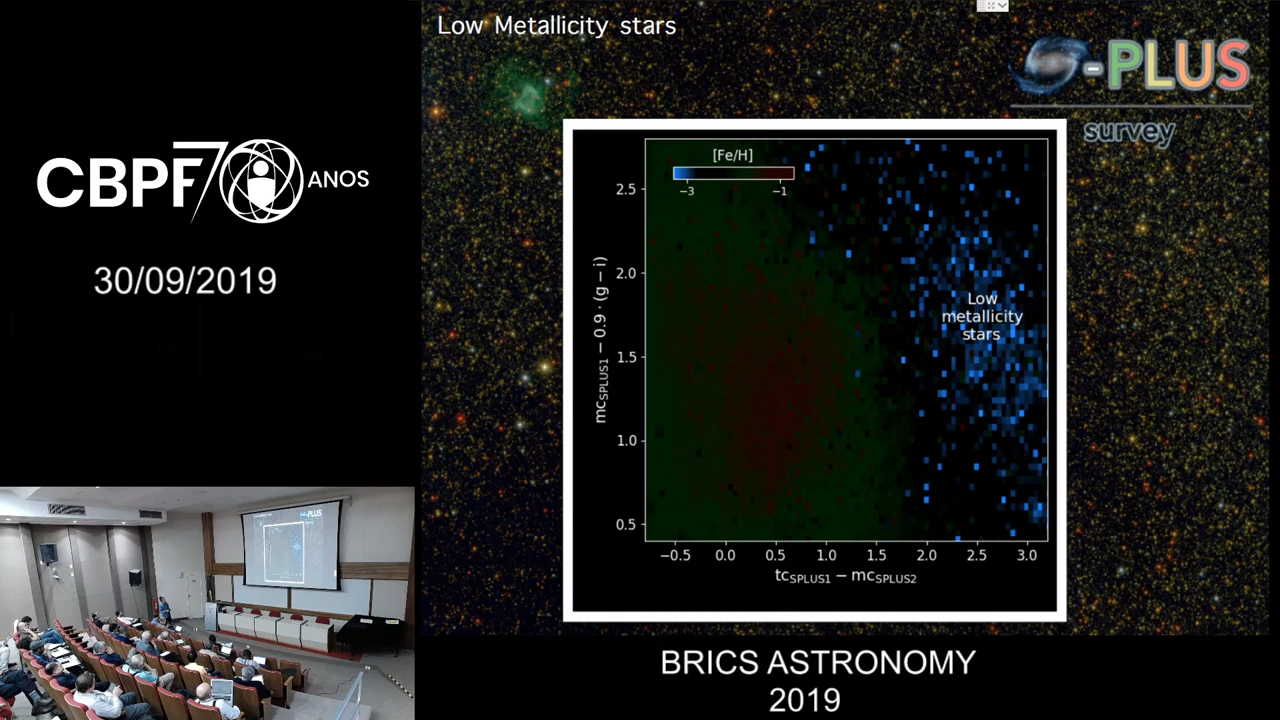 Low Metallicity stars
S-PLUS
survey
CBPF70 ANOS
30/09/2019
[Fe/H]
−3 −1
2.5
2.0
1.5
1.0
0.5
mcSPLUS1 − 0.9 · (g − i)
Low
metallicity
stars
−0.5 0.0 0.5 1.0 1.5 2.0 2.5 3.0
tcSPLUS1 − mcSPLUS2
BRICS ASTRONOMY
2019
PLUS